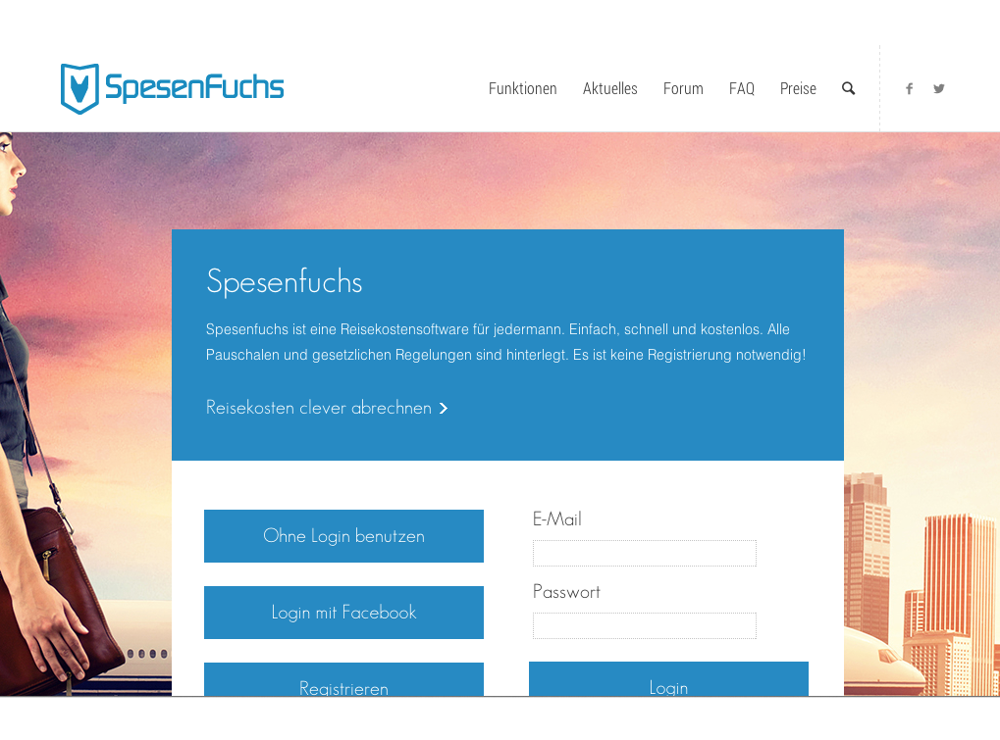 SpesenFuchs
Funktionen
Aktuelles
Forum
FAQ
Preise
Spesenfuchs
Spesenfuchs ist eine Reisekostensoftware für jedermann. Einfach, schnell und kostenlos. Alle
Pauschalen und gesetzlichen Regelungen sind hinterlegt. Es ist keine Registrierung notwendig!
Reisekosten clever abrechnen
Ohne Login benutzen
Login mit Facebook
Registrieren
E-Mail
Passwort
Login